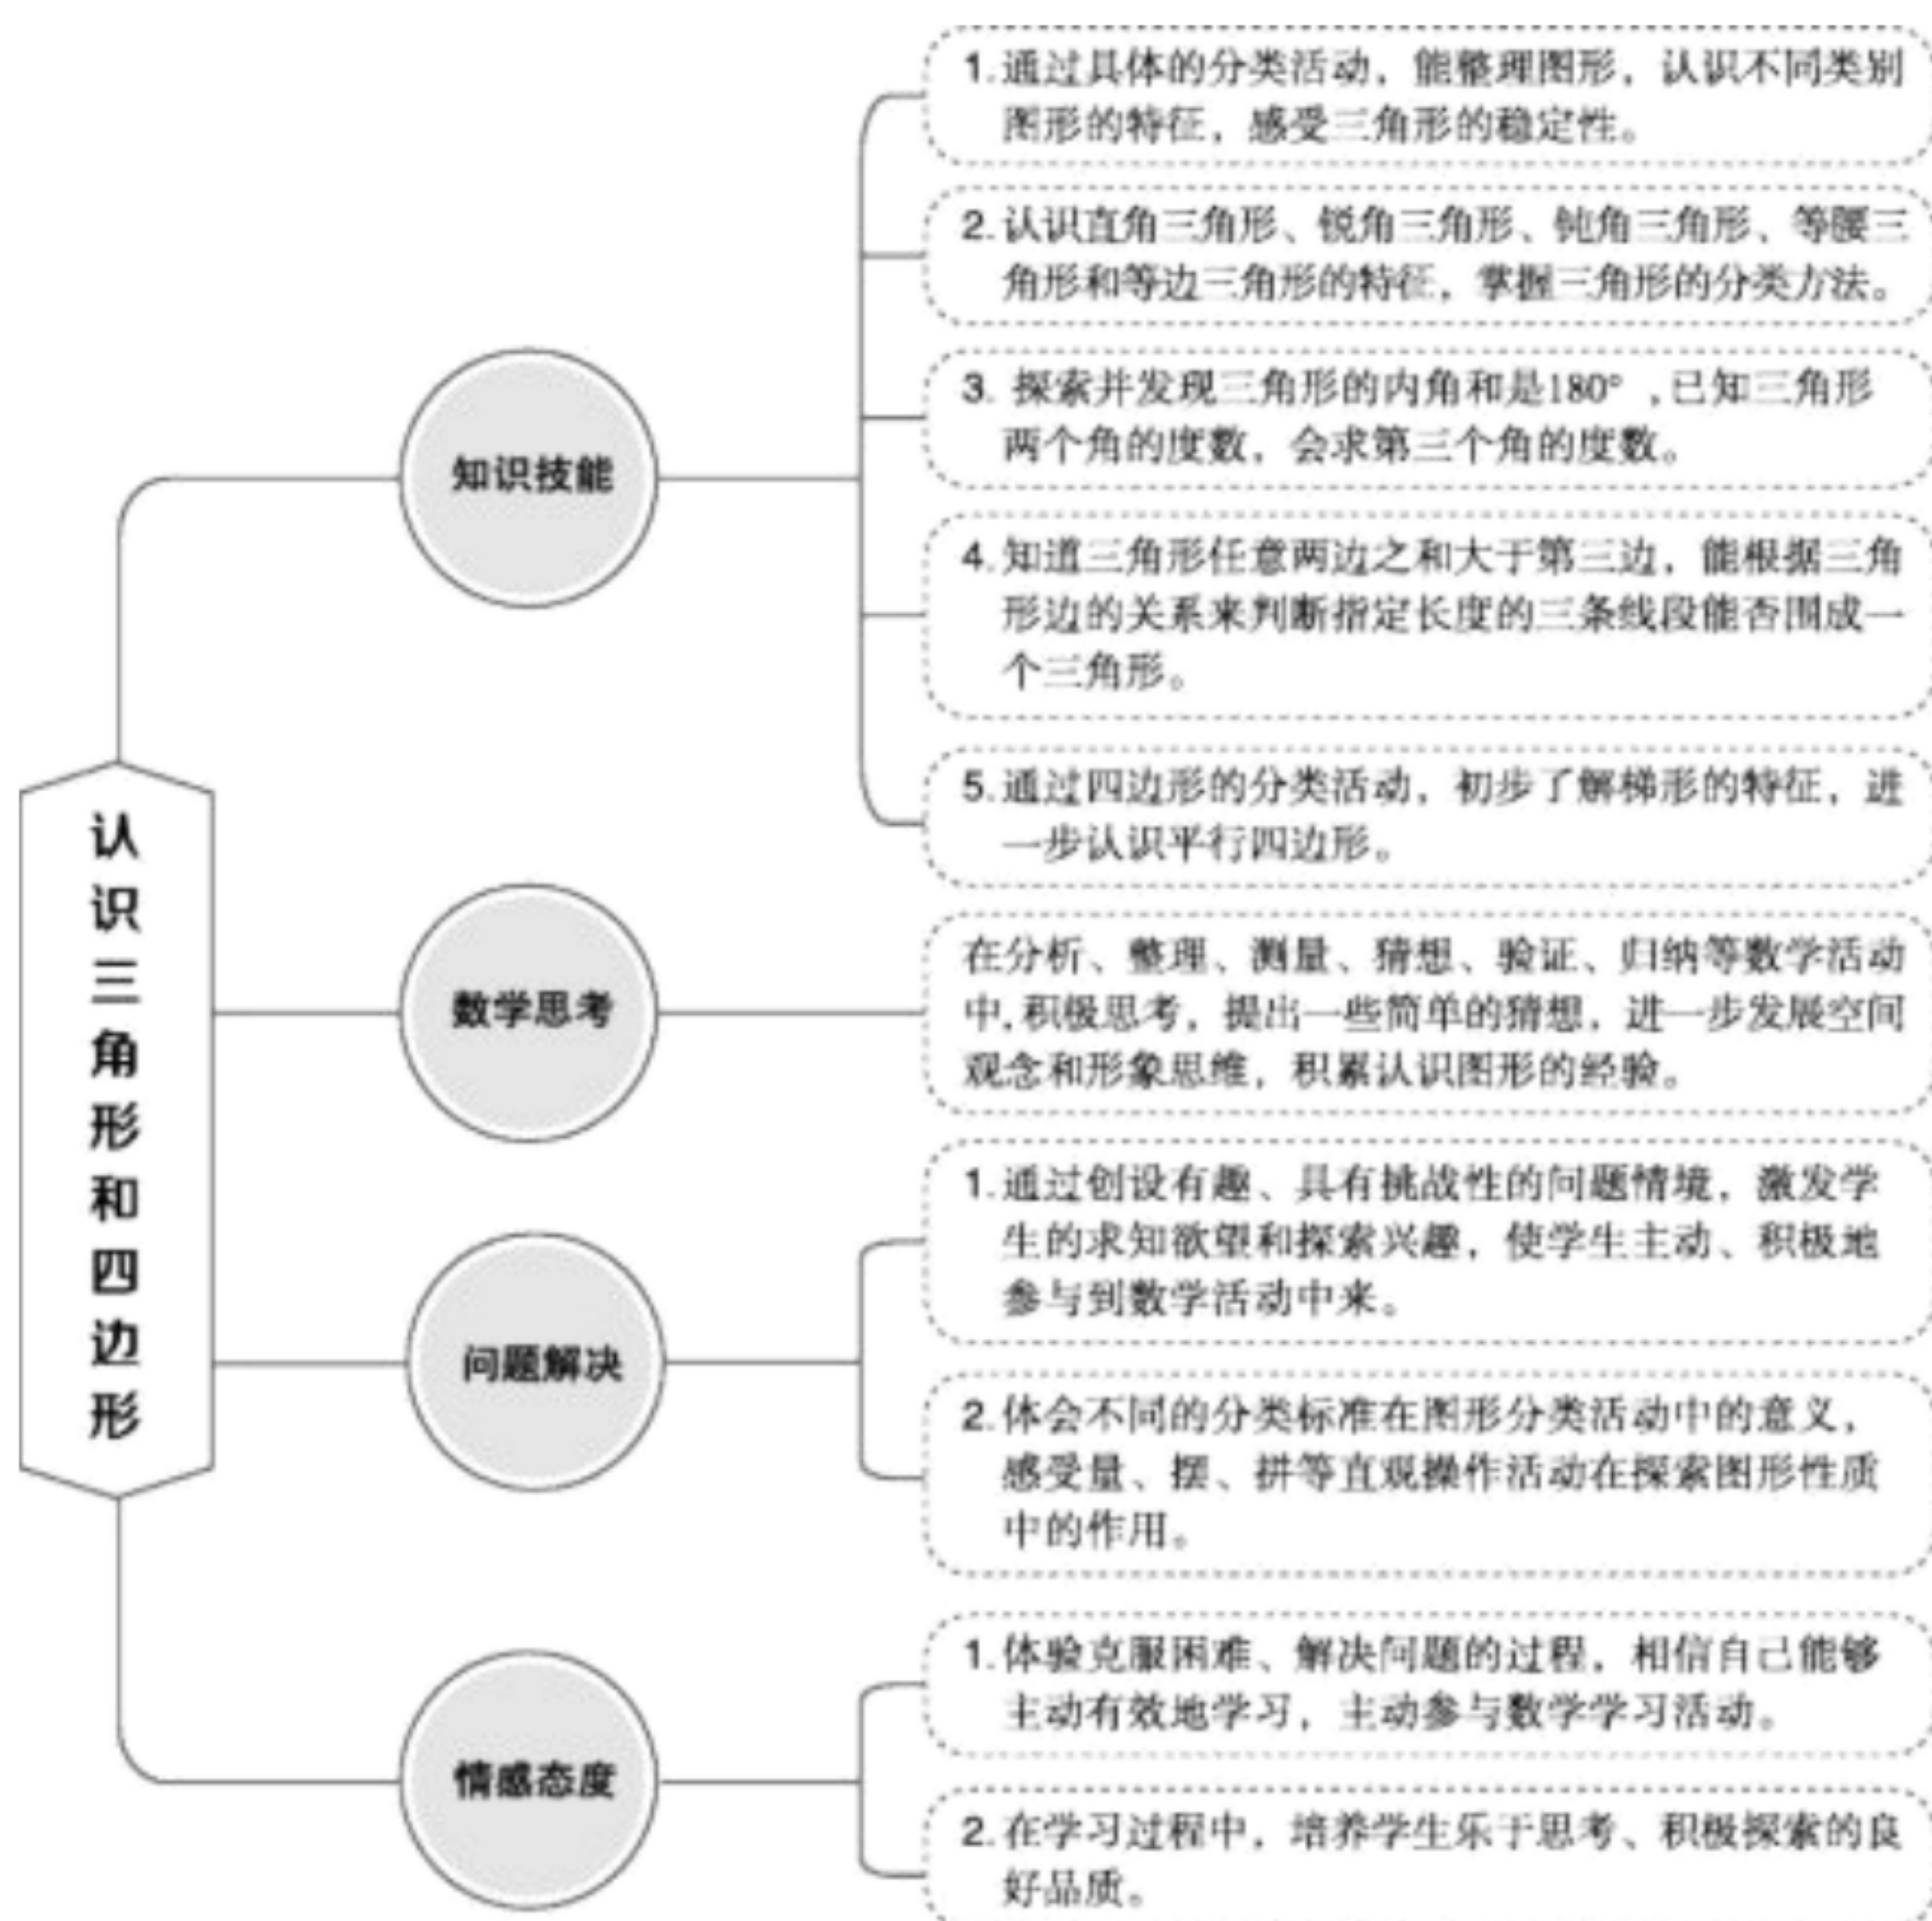 认识三角形和四边形
知识技能
1.通过具体的分类活动，能整理图形，认识不同类别
图形的特征，感受三角形的稳定性。
2.认识直角三角形、锐角三角形、钝角三角形、等腰三
角形和等边三角形的特征，掌握三角形的分类方法。
3. 探索并发现三角形的内角和是180°,已知三角形
两个角的度数，会求第三个角的度数。
4.知道三角形任意两边之和大于第三边，能根据三角
形边的关系来判断指定长度的三条线段能否围成一
个三角形。
5.通过四边形的分类活动，初步了解梯形的特征，进
一步认识平行四边形。
数学思考
在分析、整理、测量、猜想、验证、归纳等数学活动
中,积极思考，提出一些简单的猜想，进一步发展空间
观念和形象思维，积累认识图形的经验。
问题解决
1.通过创设有趣、具有挑战性的问题情境，激发学
生的求知欲望和探索兴趣，使学生主动、积极地
参与到数学活动中来。
2.体会不同的分类标准在图形分类活动中的意义，
感受量、摆、拼等直观操作活动在探索图形性质
中的作用。
情感态度
1.体验克服困难、解决问题的过程，相信自己能够
主动有效地学习，主动参与数学学习活动。
2.在学习过程中，培养学生乐于思考、积极探索的良
好品质。